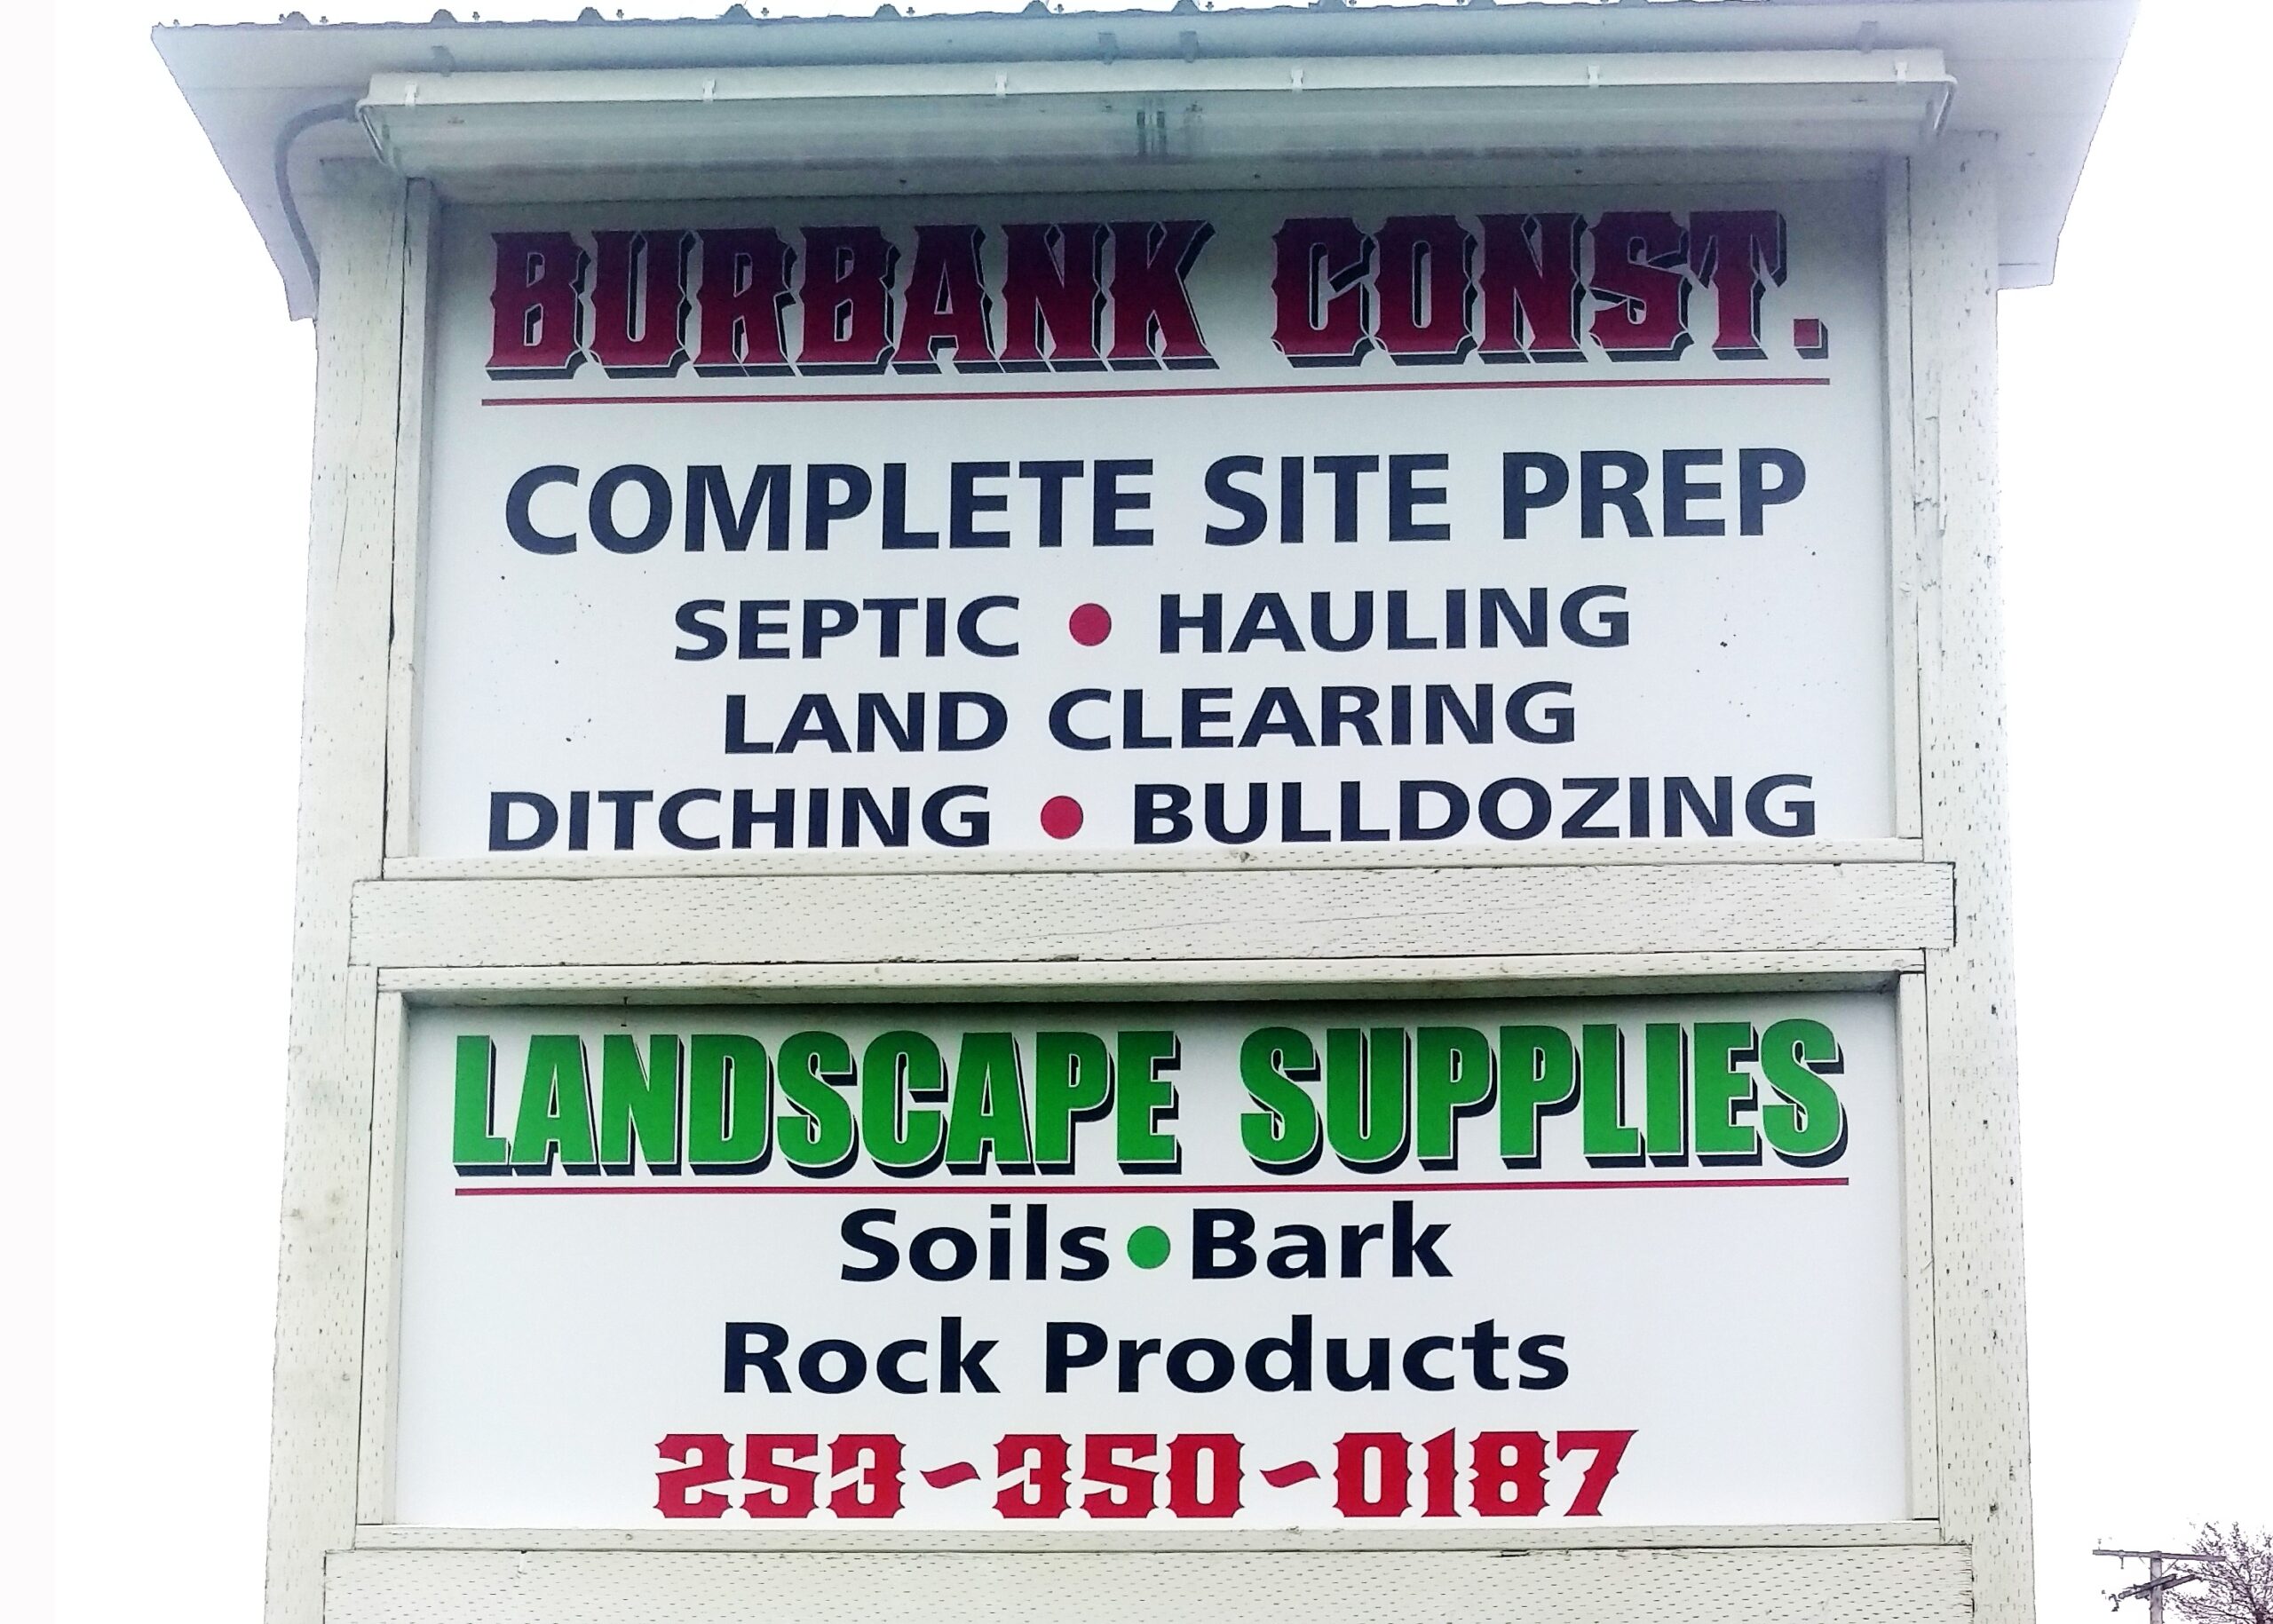 BURBANK CONST.
COMPLETE SITE PREP
SEPTIC • HAULING
LAND CLEARING
DITCHING • BULLDOZING
LANDSCAPE SUPPLIES
Soils • Bark
Rock Products
253-350-0187